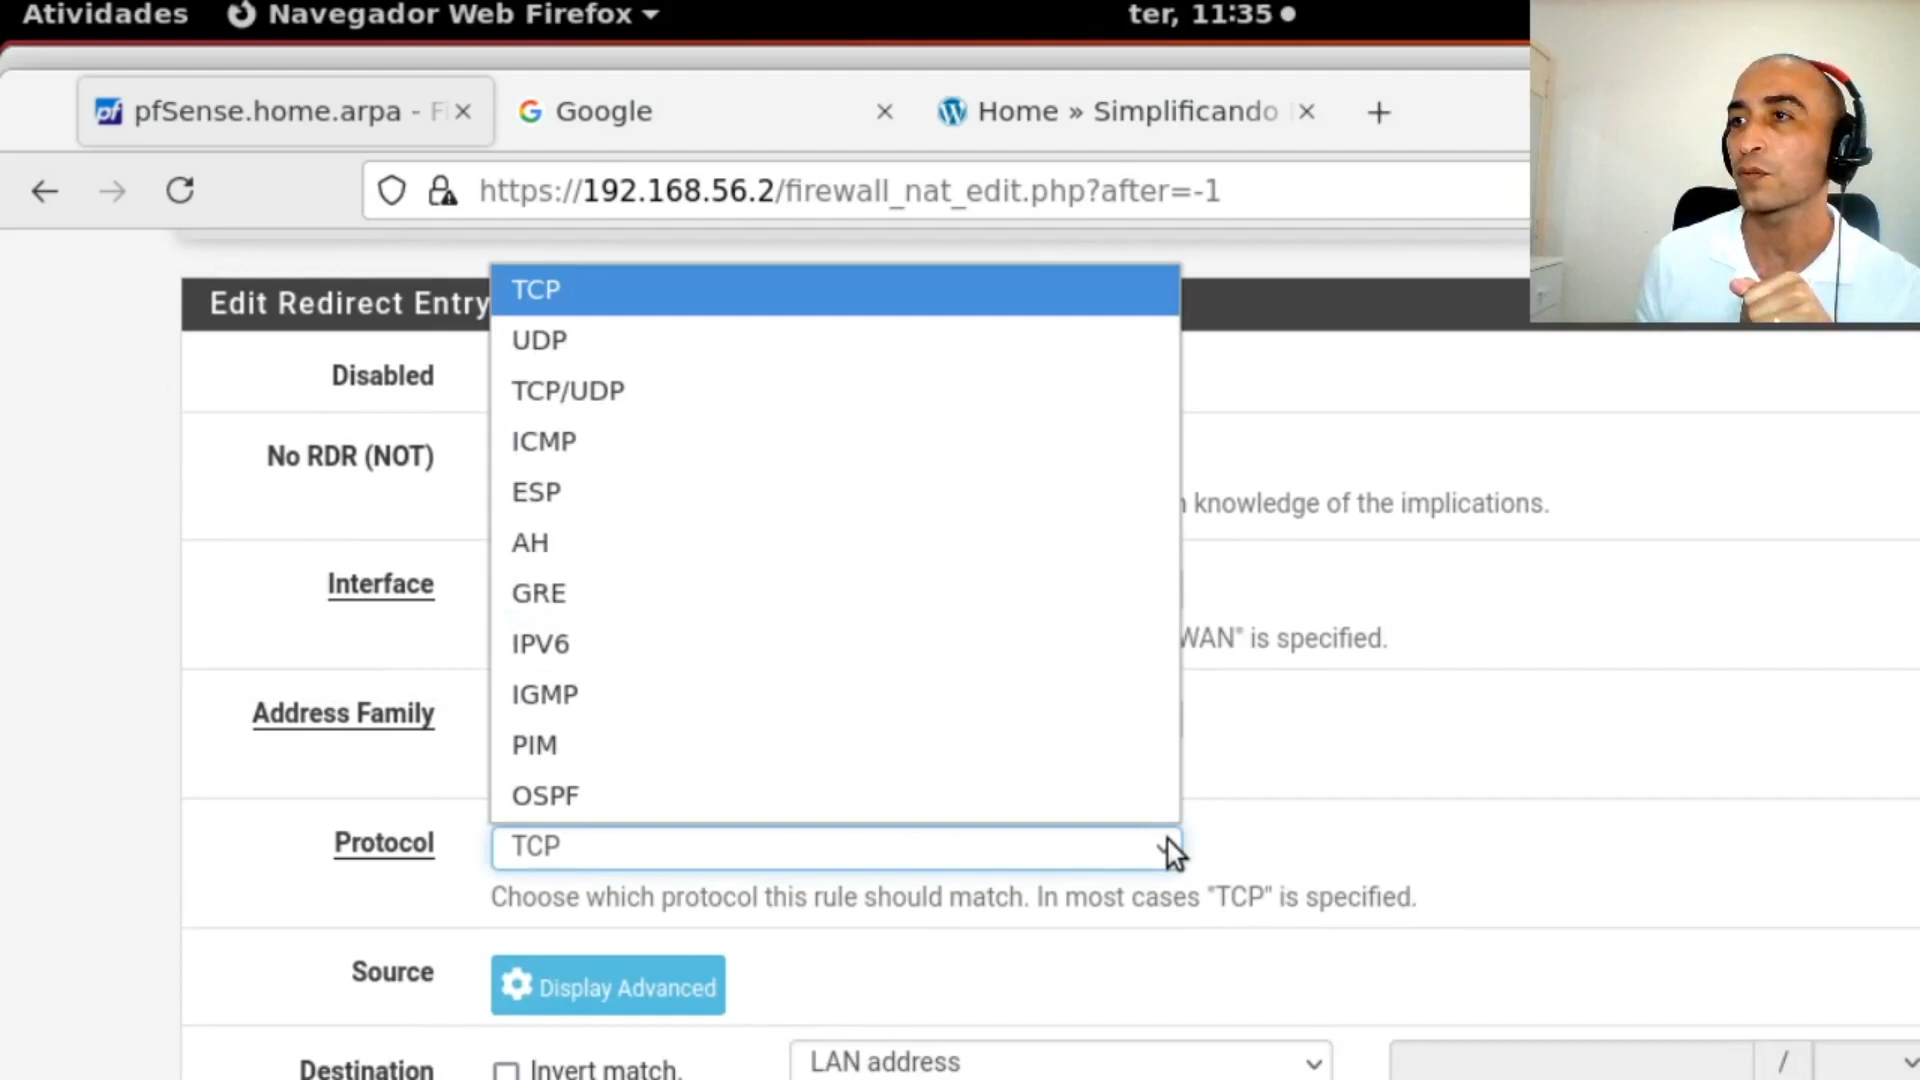 Atividades Navegador Web Firefox ter, 11:35
pfSense.home.arpa - F Google Home » Simplificando
https://192.168.56.2/firewall_nat_edit.php?after=-1
Edit Redirect Entry
TCP
UDP
TCP/UDP
ICMP
ESP
AH
GRE
IPV6
IGMP
PIM
OSPF
Disabled
No RDR (NOT)
knowledge of the implications.
Interface
WAN" is specified.
Address Family
Protocol TCP
Choose which protocol this rule should match. In most cases "TCP" is specified.
Source Display Advanced
Destination Invert match. LAN address /